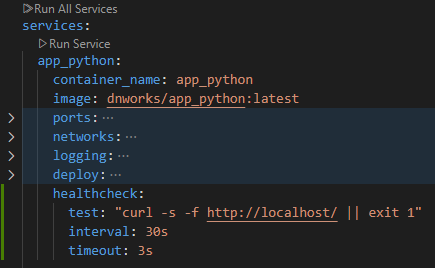 Run All Services
services:
Run Service
app_python:
container_name: app_python
image: dnworks/app_python:latest
ports:…
networks:…
logging:…
deploy:…
healthcheck:
test: "curl -s -f http://localhost/ || exit 1"
interval: 30s
timeout: 3s